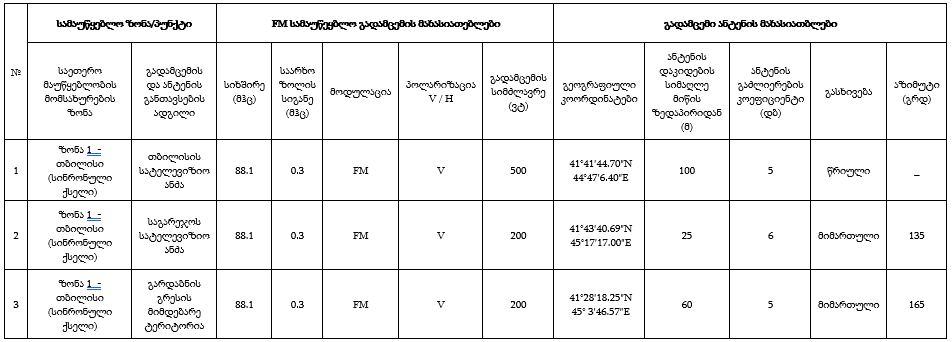 სამაუწყებლო ზონა/პუნქტი
FM სამაუწყებლო გადამცემის მახასიათებლები
გადამცემი ანტენის მახასიათებლები
№
საეთერო
მაუწყებლობის
მომსახურების
ზონა
გადამცემის
და ანტენის
განთავსების
ადგილი
სიხშირე
(მჰც)
საარხო
ზოლის
სიგანე
(მჰც)
მოდულაცია
პოლარიზაცია
V / H
გადამცემის
სიმძლავრე
(ვტ)
გეოგრაფიული
კოორდინატები
ანტენის
დაკიდების
სიმაღლე
მიწის
ზედაპირიდან
(მ)
ანტენის
გაძლიერების
კოეფიციენტი
(დბ)
გასხივება
აზიმუტი
(გრდ)
1
ზონა 1 -
თბილისი
(სინრონული
ქსელი)
თბილისის
სატელევიზიო
ანძა
88.1
0.3
FM
V
500
41°41'44.70"N
44°47'6.40"E
100
5
წრიული
_
2
ზონა 1 -
თბილისი
(სინრონული
ქსელი)
საგარეჯოს
სატელევიზიო
ანძა
88.1
0.3
FM
V
200
41°43'40.69"N
45°17'17.00"E
25
6
მიმართული
135
3
ზონა 1 -
თბილისი
(სინრონული
ქსელი)
გარდაბნის
გრესის
მიმდებარე
ტერიტორია
88.1
0.3
FM
V
200
41°28'18.25"N
45° 3'46.57"E
60
5
მიმართული
165